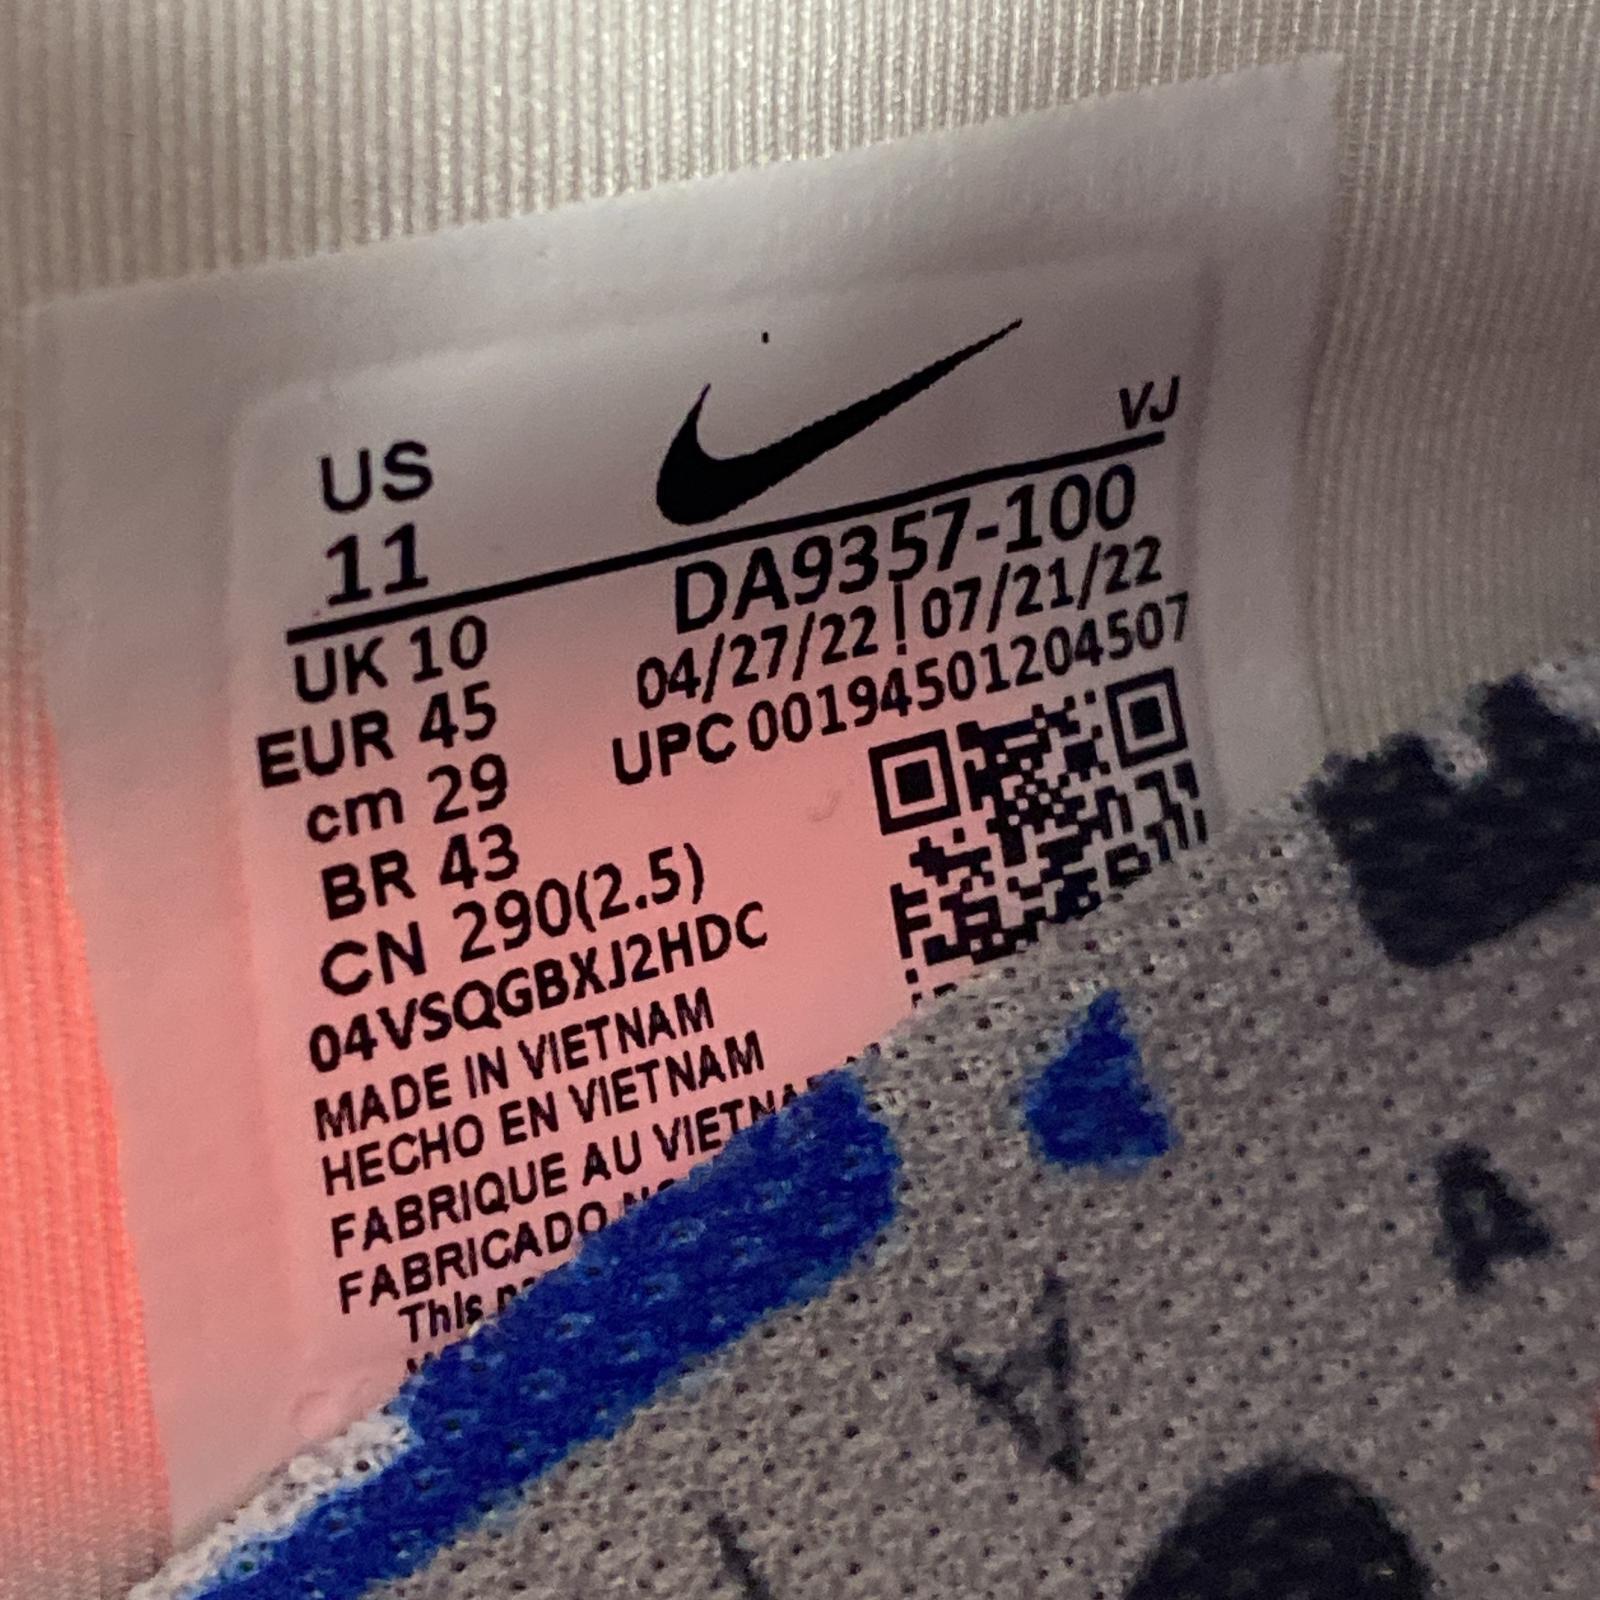 US
11
VJ
UK 10
EUR 45
cm 29
BR 43
CN 290(2.5)
DA9357-100
04/27/22 | 07/21/22
UPC 00194501204507
04VSQGBXJ2HDC
MADE IN VIETNAM
HECHO EN VIETNAM
FABRIQUE AU
FABRICADO
This